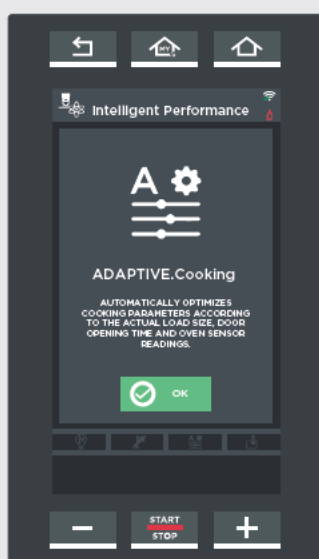 MY
Intelligent Performance
A
ADAPTIVE.Cooking
AUTOMATICALLY OPTIMIZES
COOKING PARAMETERS ACCORDING
TO THE ACTUAL LOAD SIZE, DOOR
OPENING TIME AND OVEN SENSOR
READINGS.
OK
START
STOP